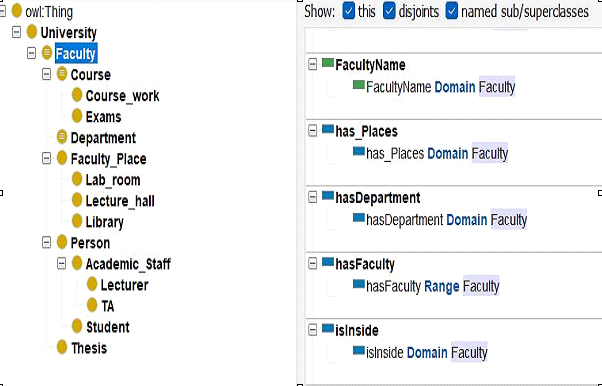 owl:Thing
University
Faculty
Course
Course_work
Exams
Department
Faculty_Place
Lab_room
Lecture_hall
Library
Person
Academic_Staff
Lecturer
TA
Student
Thesis
Show: this disjoints named sub/superclasses
FacultyName
FacultyName Domain Faculty
has_Places
has_Places Domain Faculty
hasDepartment
hasDepartment Domain Faculty
hasFaculty
hasFaculty Range Faculty
isInside
isInside Domain Faculty